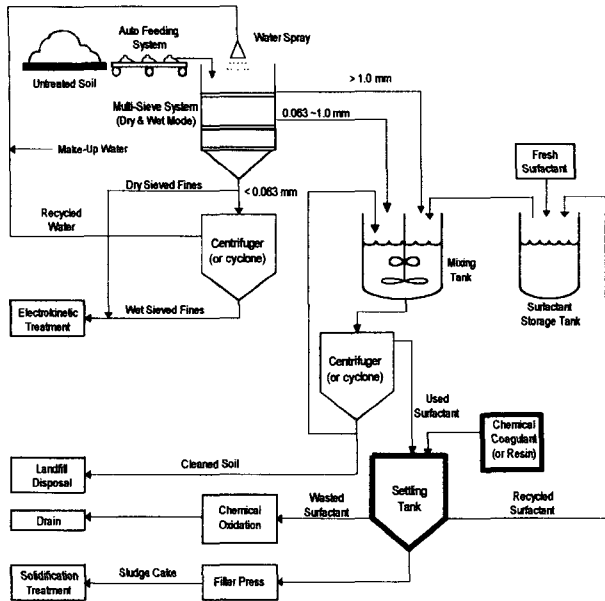 Auto Feeding
System
Water Spray
Untreated Soil
> 1.0 mm
Multi-Sieve System
(Dry & Wet Mode)
0.063 ~1.0 mm
Make-Up Water
Fresh
Surfactant
Dry Sieved Fines
< 0.063 mm
Recycled
Water
Centrifuger
(or cyclone)
Mixing
Tank
Surfactant
Storage Tank
Electrokinetic
Treatment
Wet Sieved Fines
Centrifuger
(or cyclone)
Used
Surfactant
Chemical
Coagulant
(or Resin)
Landfill
Disposal
Cleaned Soil
Settling
Tank
Wasted
Surfactant
Recycled
Surfactant
Drain
Chemical
Oxidation
Solidification
Treatment
Sludge Cake
Filter Press